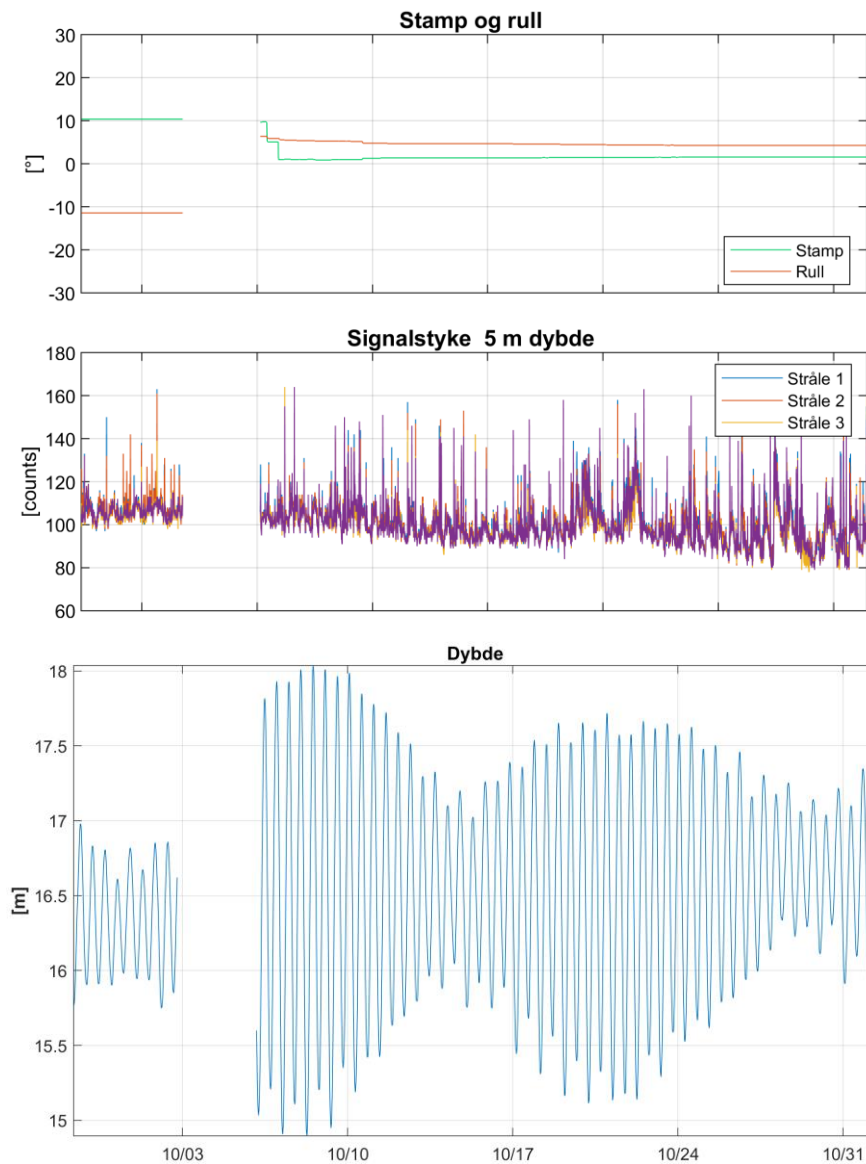 Stamp og rull
30
20
10
0
-10
-20
-30
[°]
Stamp
Rull
Signalstyke 5 m dybde
180
160
140
120
100
80
60
[counts]
Stråle 1
Stråle 2
Stråle 3
Dybde
18
17.5
17
16.5
16
15.5
15
[m]
10/03 10/10 10/17 10/24 10/31